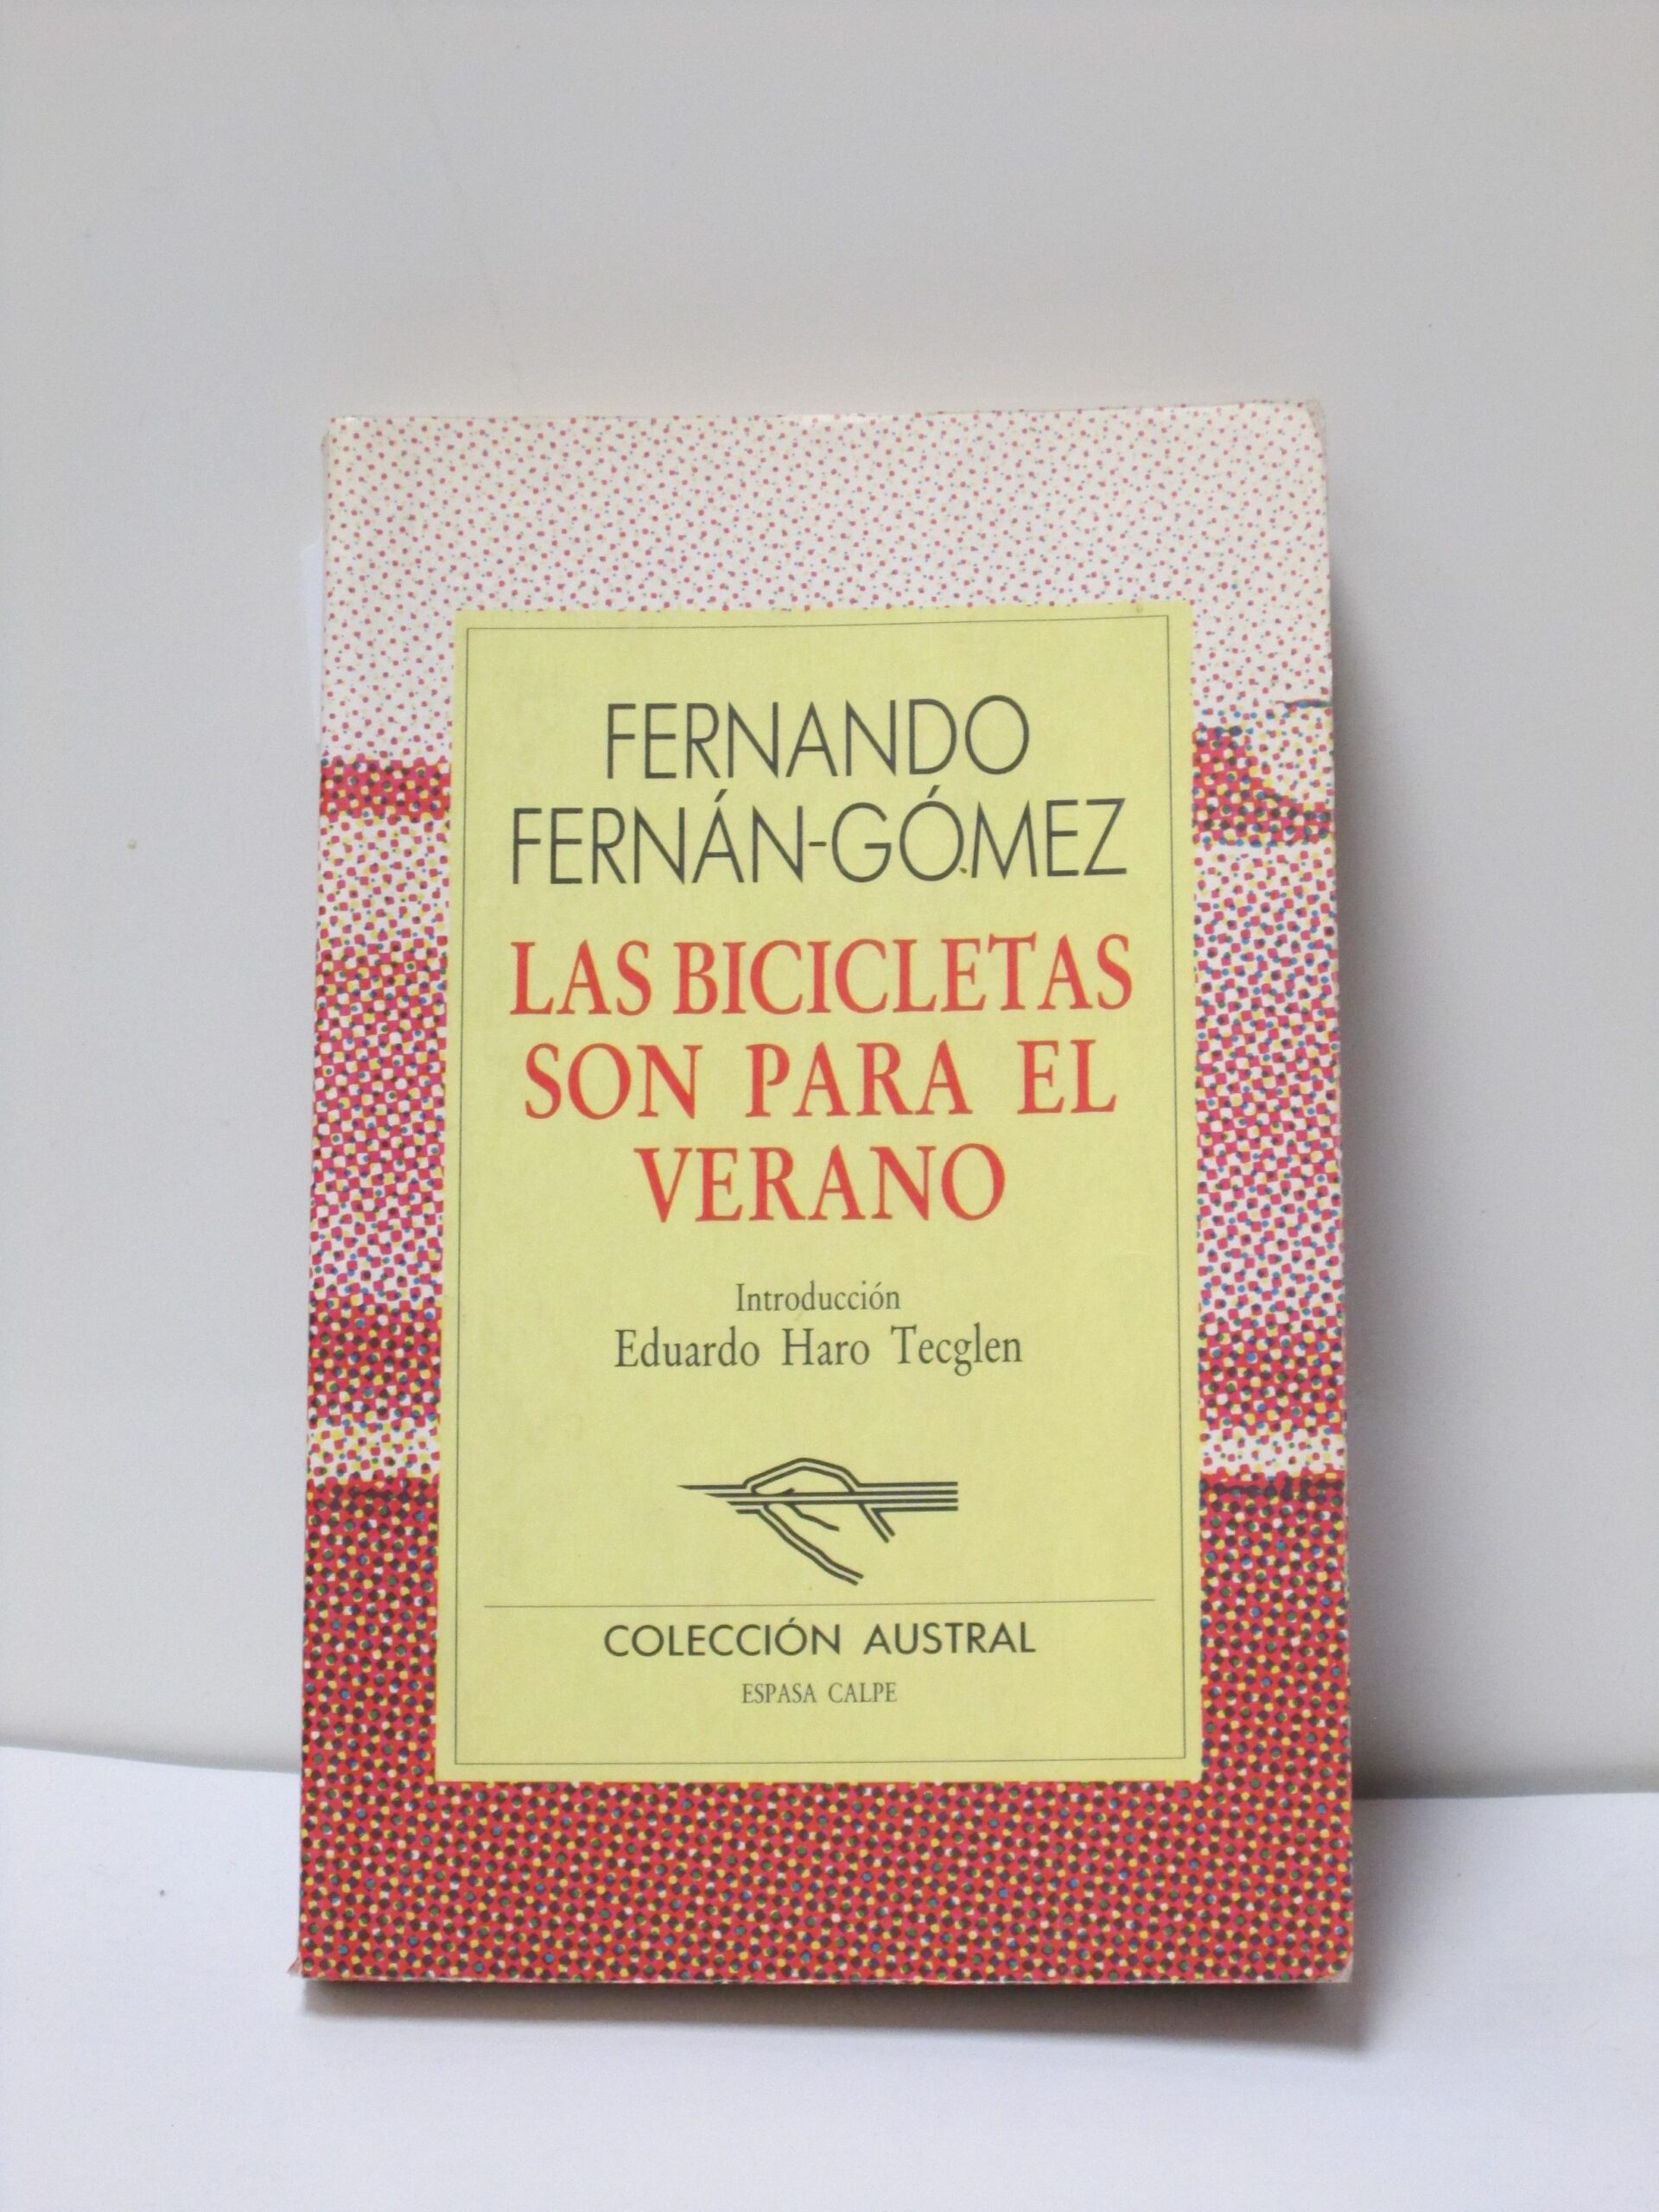 FERNANDO
FERNÁN-GÓMEZ
LAS BICICLETAS
SON PARA EL
VERANO
Introducción
Eduardo Haro Tecglen
COLECCIÓN AUSTRAL
ESPASA CALPE